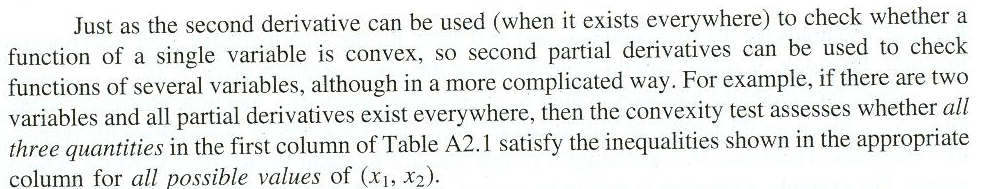 Just as the second derivative can be used (when it exists everywhere) to check whether a
function of a single variable is convex, so second partial derivatives can be used to check
functions of several variables, although in a more complicated way. For example, if there are two
variables and all partial derivatives exist everywhere, then the convexity test assesses whether all
three quantities in the first column of Table A2.1 satisfy the inequalities shown in the appropriate
column for all possible values of (x₁, x₂).